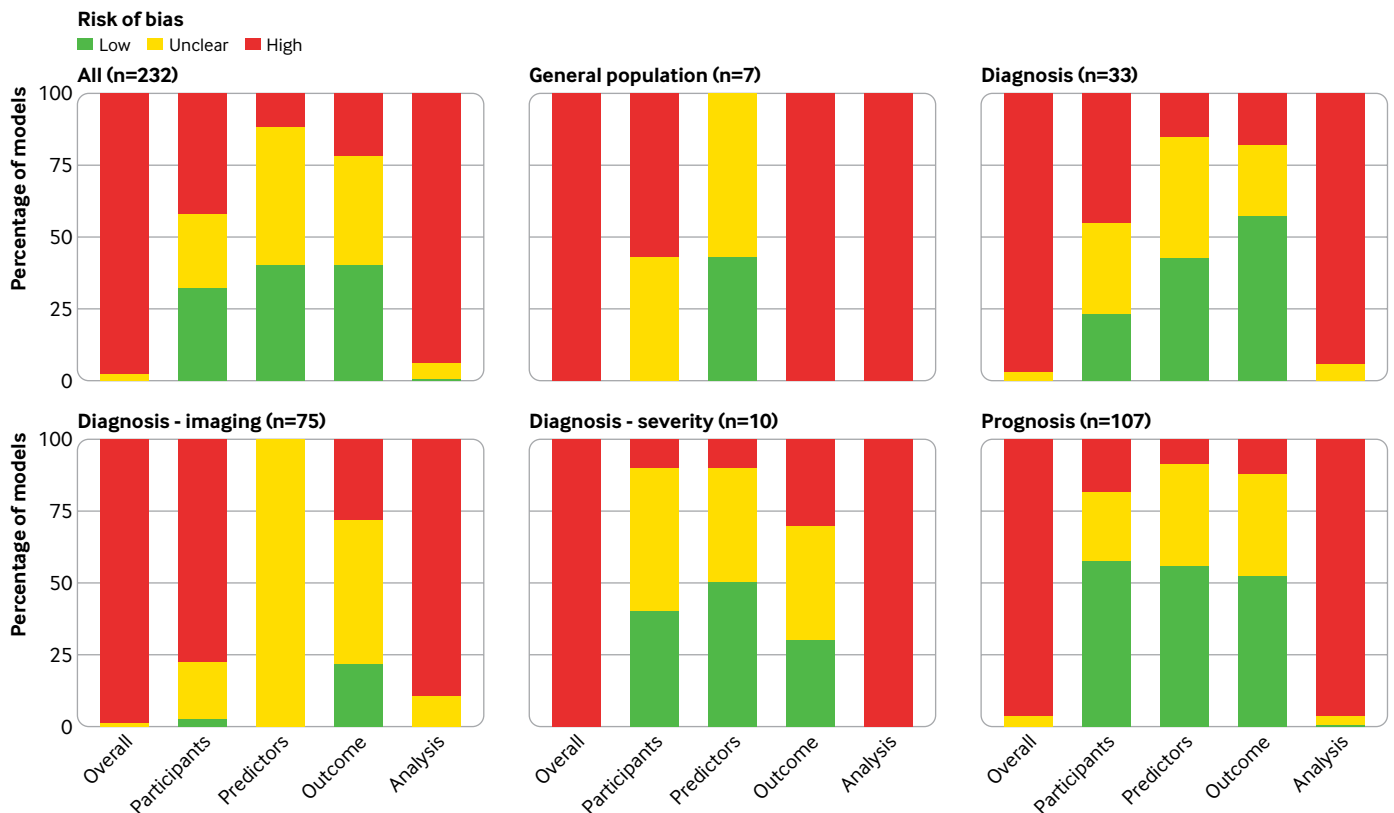 Risk of bias
Low Unclear High
All (n=232) General population (n=7) Diagnosis (n=33)
Percentage of models
100
75
50
25
0
Diagnosis - imaging (n=75) Diagnosis - severity (n=10) Prognosis (n=107)
Percentage of models
100
75
50
25
0
Overall Participants Predictors Outcome Analysis Overall Participants Predictors Outcome Analysis Overall Participants Predictors Outcome Analysis